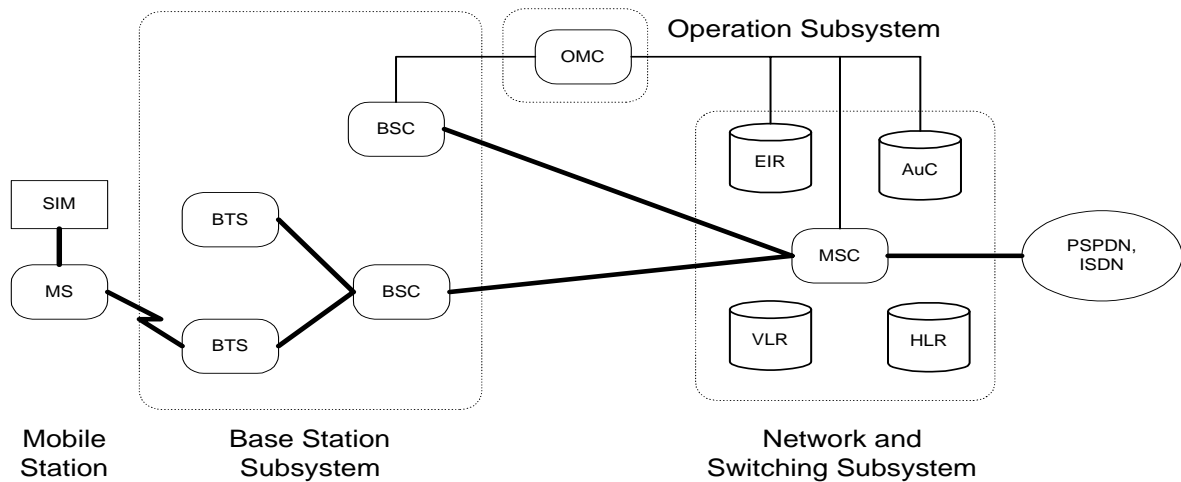 Operation Subsystem
OMC
BSC
EIR
AuC
SIM
BTS
MSC
PSPDN,
ISDN
MS
BSC
BTS
VLR
HLR
Mobile
Station
Base Station
Subsystem
Network and
Switching Subsystem